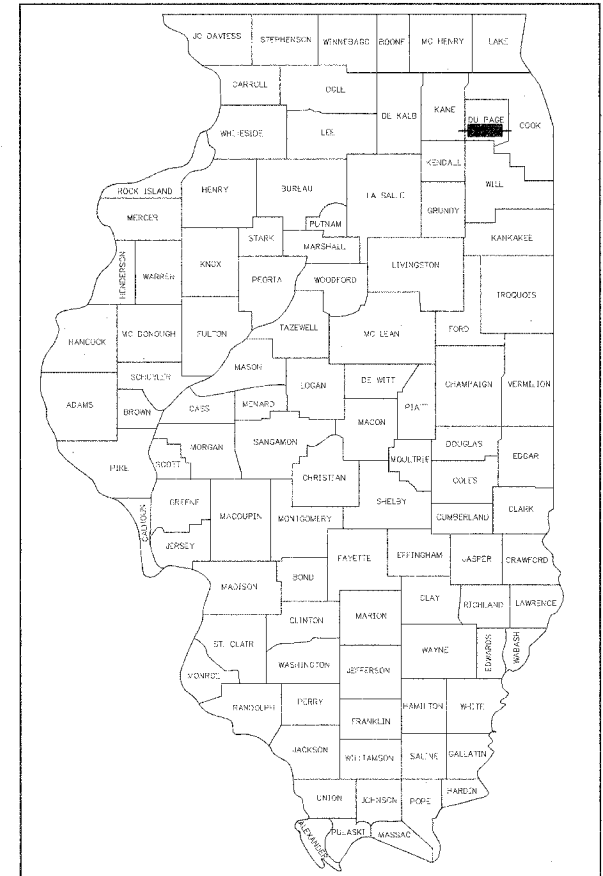 JO DAVIESS
STEPHENSON
WINNEBAGO
BOONE
MC HENRY
LAKE
CARROLL
OGLE
DE KALB
KANE
DU PAGE
COOK
WHITESIDE
LEE
KENDALL
WILL
ROCK ISLAND
HENRY
BUREAU
LA SALLE
GRUNDY
MERCER
PUTNAM
STARK
MARSHALL
KANKAKEE
HENDERSON
WARREN
KNOX
PEORIA
WOODFORD
LIVINGSTON
IROQUOIS
HANCOCK
MC DONOUGH
FULTON
TAZEWELL
MC LEAN
FORD
MASON
SCHUYLER
LOGAN
DE WITT
CHAMPAIGN
VERMILION
ADAMS
BROWN
CASS
MENARD
PIATT
MACON
SANGAMON
MORGAN
DOUGLAS
EDGAR
PIKE
SCOTT
MOULTRIE
COLES
CHRISTIAN
SHELBY
GREENE
MACOUPIN
MONTGOMERY
CUMBERLAND
CLARK
CALHOUN
JERSEY
FAYETTE
EFFINGHAM
JASPER
CRAWFORD
MADISON
BOND
CLAY
RICHLAND
LAWRENCE
CLINTON
MARION
ST. CLAIR
WAYNE
EDWARDS
WABASH
WASHINGTON
JEFFERSON
MONROE
RANDOLPH
PERRY
HAMILTON
WHITE
FRANKLIN
JACKSON
WILLIAMSON
SALINE
GALLATIN
UNION
JOHNSON
POPE
HARDIN
ALEXANDER
PULASKI
MASSAC